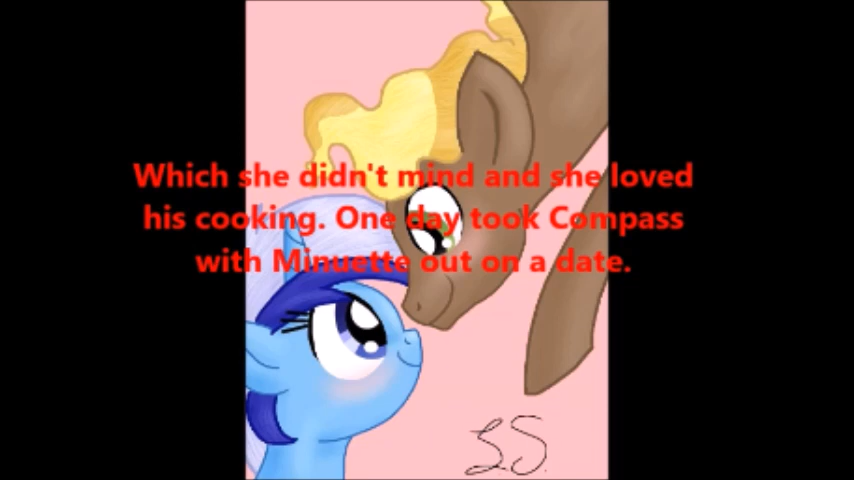 Which she didn't mind and she loved
his cooking. One day took Compass
with Minuette out on a date.